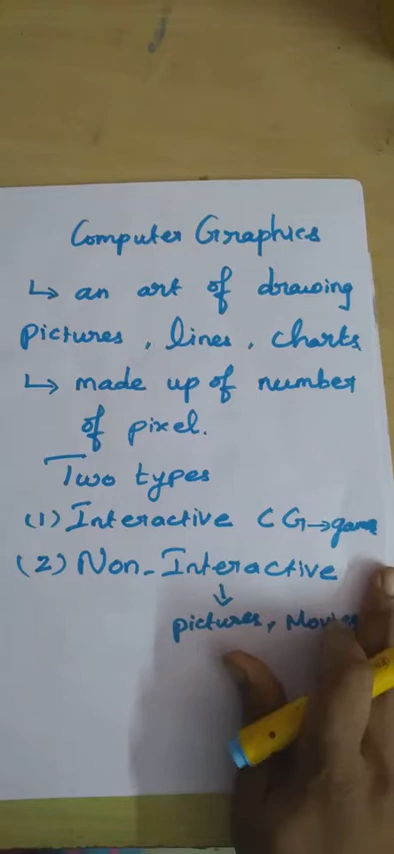 Computer Graphics
↳ an art of drawing
pictures, lines, charts
↳ made up of number
of pixel.
Two types
(1) Interactive CG→game
(2) Non-Interactive
↓
pictures, Movies